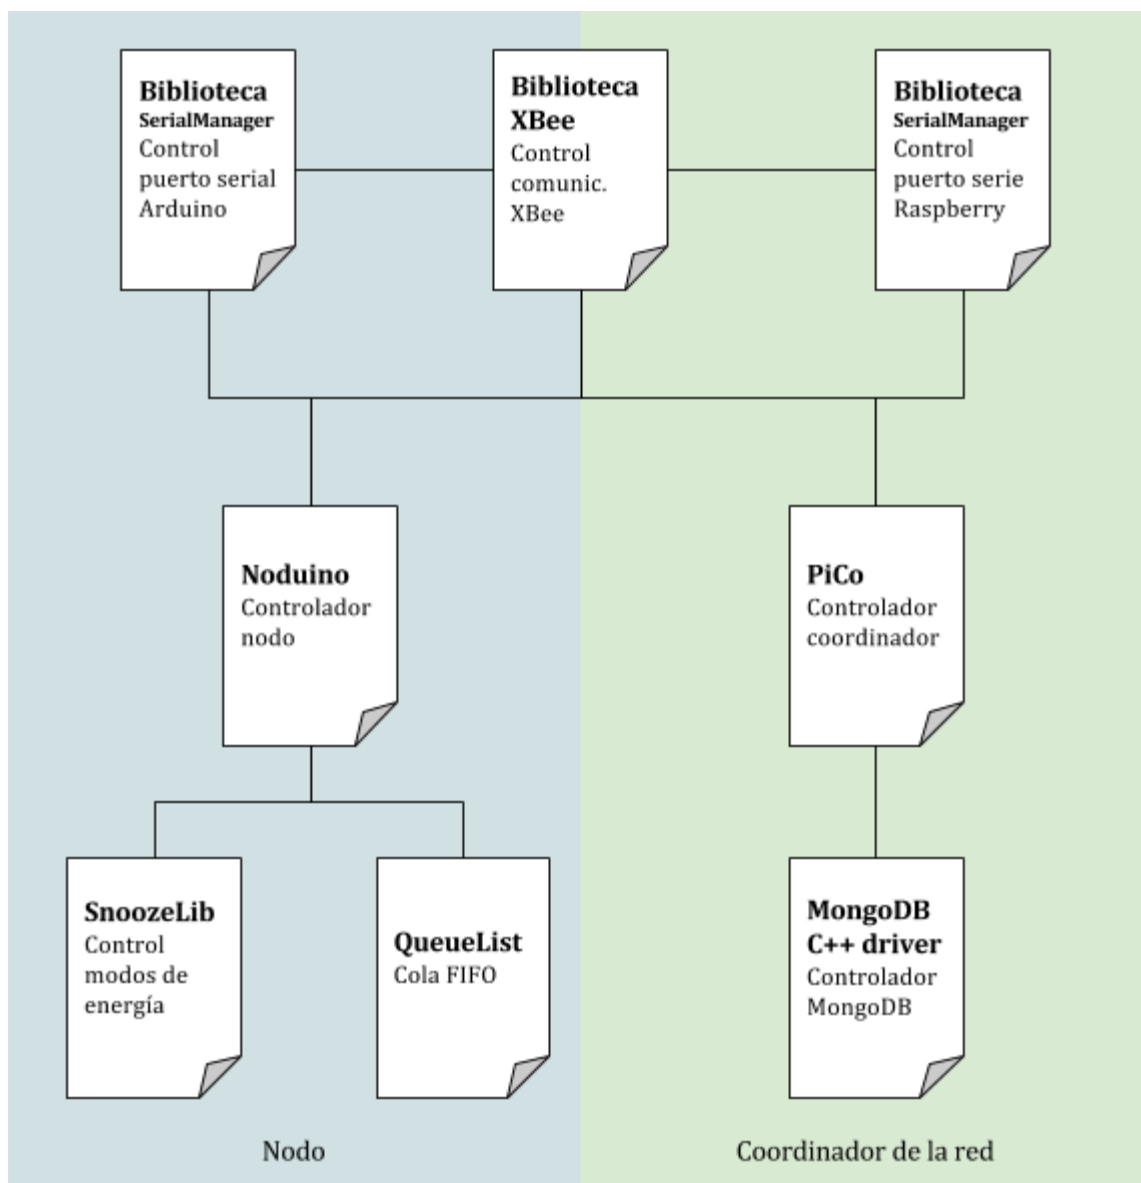 Biblioteca
SerialManager
Control
puerto serial
Arduino
Biblioteca
XBee
Control
comunic.
XBee
Biblioteca
SerialManager
Control
puerto serie
Raspberry
Noduino
Controlador
nodo
PiCo
Controlador
coordinador
SnoozeLib
Control
modos de
energía
QueueList
Cola FIFO
MongoDB
C++ driver
Controlador
MongoDB
Nodo
Coordinador de la red